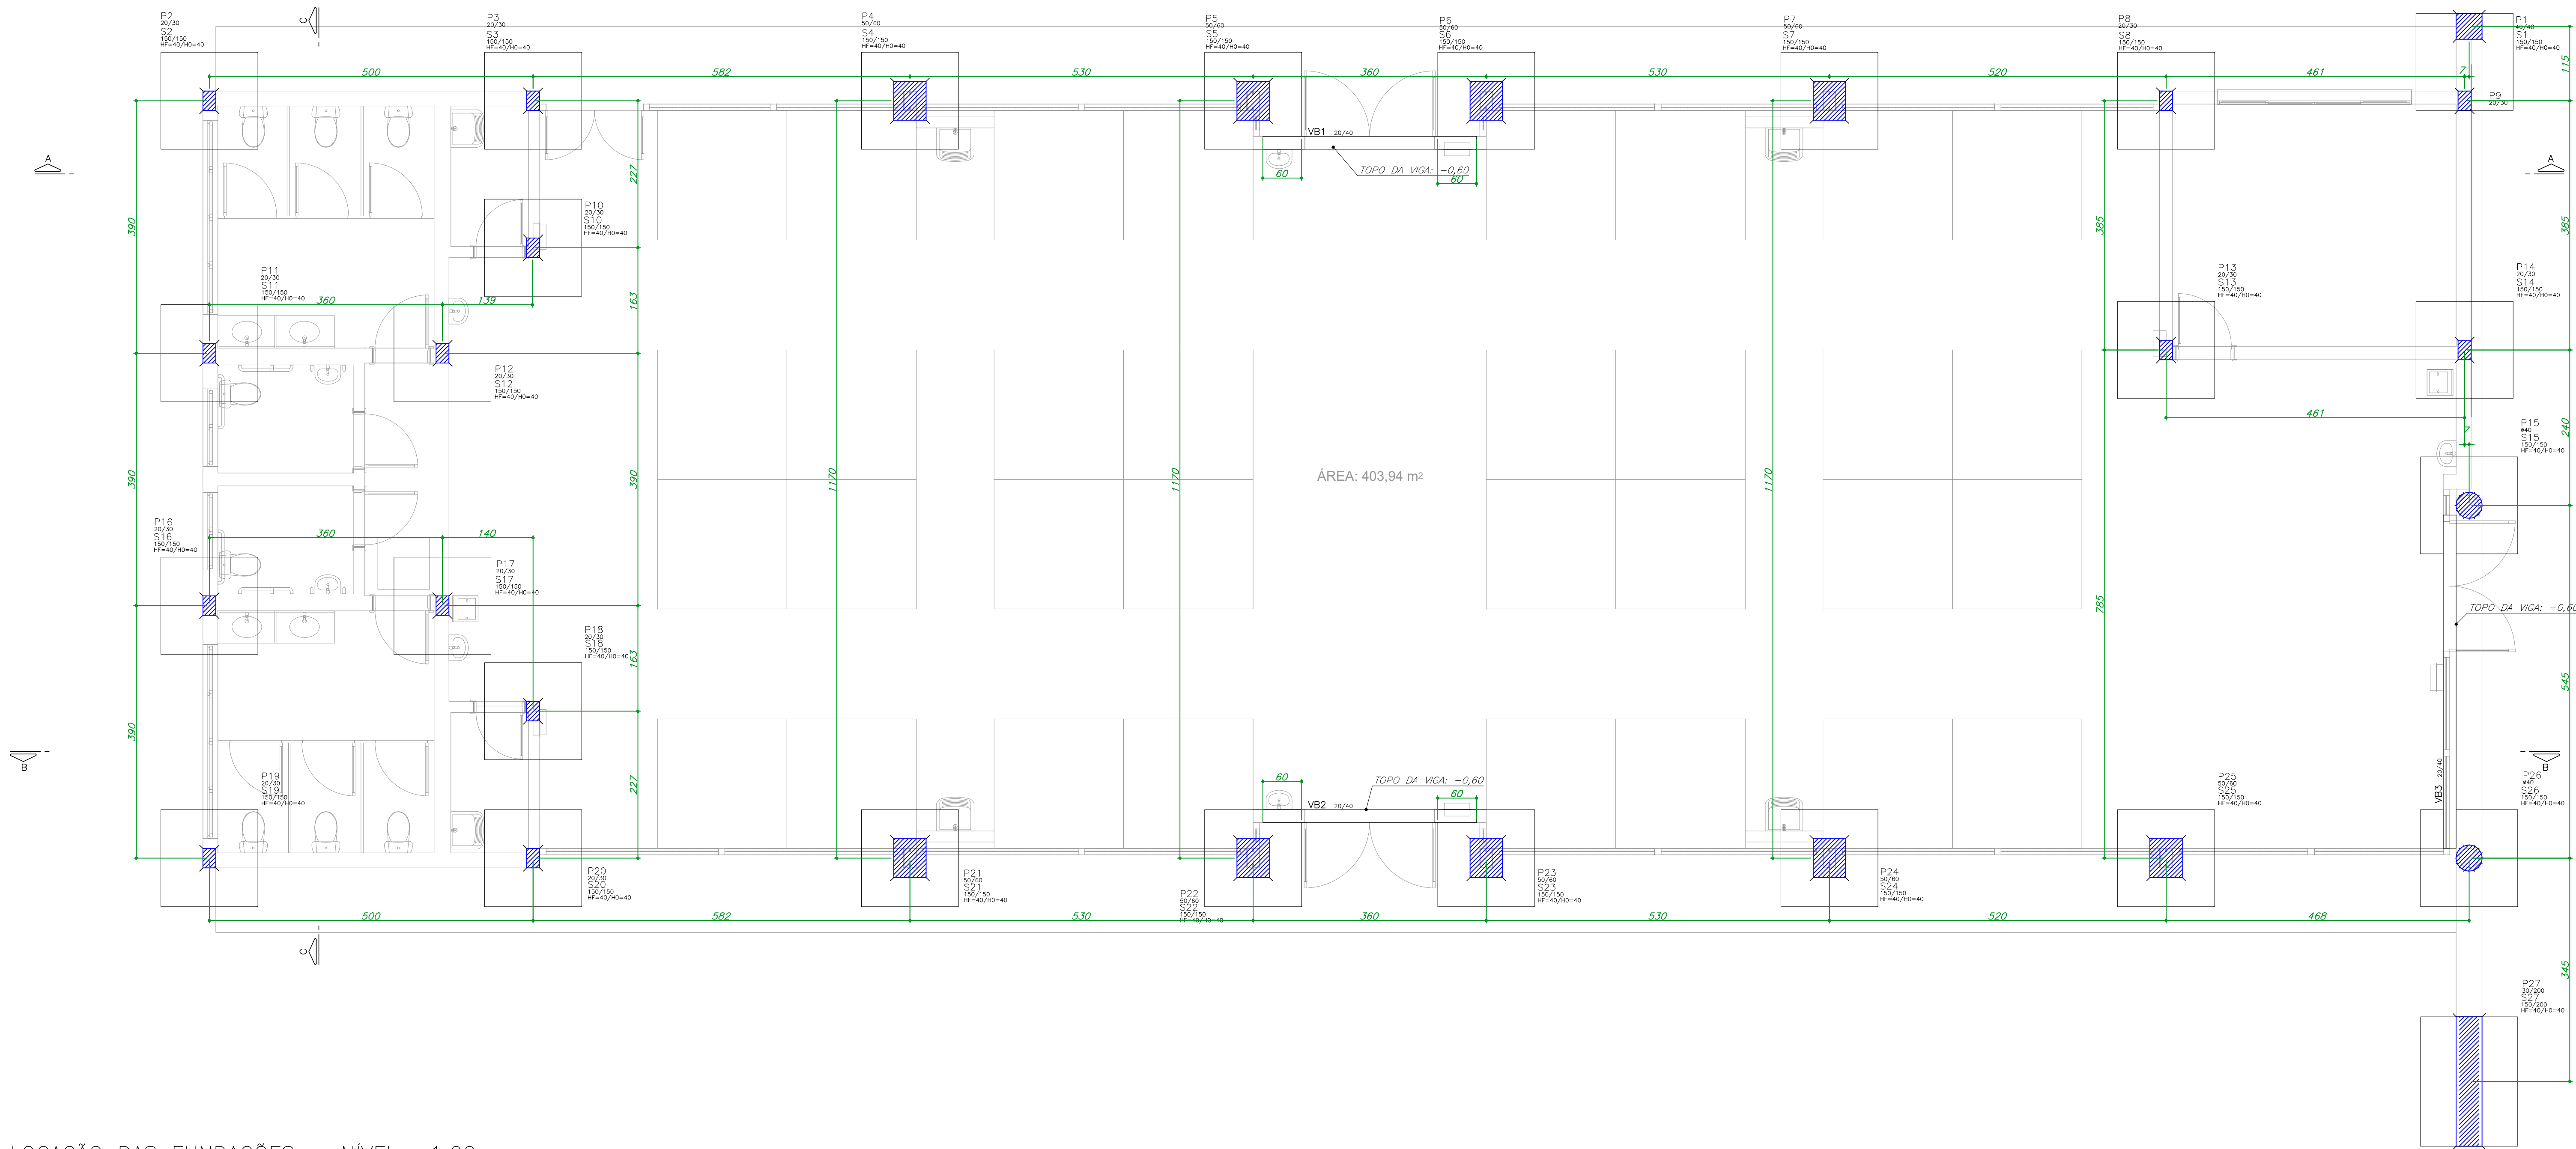 P2
20/30
S2
150/150
HF=40/H0=40
C
P3
20/30
S3
150/150
HF=40/H0=40
P4
50/60
S4
150/150
HF=40/H0=40
P5
50/60
S5
150/150
HF=40/H0=40
P6
50/60
S6
150/150
HF=40/H0=40
P7
50/60
S7
150/150
HF=40/H0=40
P8
20/30
S8
150/150
HF=40/H0=40
P1
40/40
S1
150/150
HF=40/H0=40
500
582
530
360
530
520
461
7
115
P9
20/30
A
A
VB1 20/40
TOPO DA VIGA: -0,60
60
60
227
390
385
385
P10
20/30
S10
150/150
HF=40/H0=40
P11
20/30
S11
150/150
HF=40/H0=40
P13
20/30
S13
150/150
HF=40/H0=40
P14
20/30
S14
150/150
HF=40/H0=40
360
139
163
P12
20/30
S12
150/150
HF=40/H0=40
461
7
240
P15
ø40
S15
150/150
HF=40/H0=40
390
390
1170
1170
ÁREA: 403,94 m²
1170
P16
20/30
S16
150/150
HF=40/H0=40
360
140
P17
20/30
S17
150/150
HF=40/H0=40
785
TOPO DA VIGA: -0,60
P18
20/30
S18
150/150
HF=40/H0=40
163
545
390
227
B
B
P19
20/30
S19
150/150
HF=40/H0=40
60
TOPO DA VIGA: -0,60
60
VB2 20/40
P25
50/60
S25
150/150
HF=40/H0=40
VB3 20/40
P26
ø40
S26
150/150
HF=40/H0=40
P20
20/30
S20
150/150
HF=40/H0=40
P21
50/60
S21
150/150
HF=40/H0=40
P22
50/60
S22
150/150
HF=40/H0=40
P23
50/60
S23
150/150
HF=40/H0=40
P24
50/60
S24
150/150
HF=40/H0=40
500
582
530
360
530
520
468
C
345
P27
30/200
S27
150/200
HF=40/H0=40
LOCAÇÃO DAS FUNDAÇÕES - NÍVEL -1,00